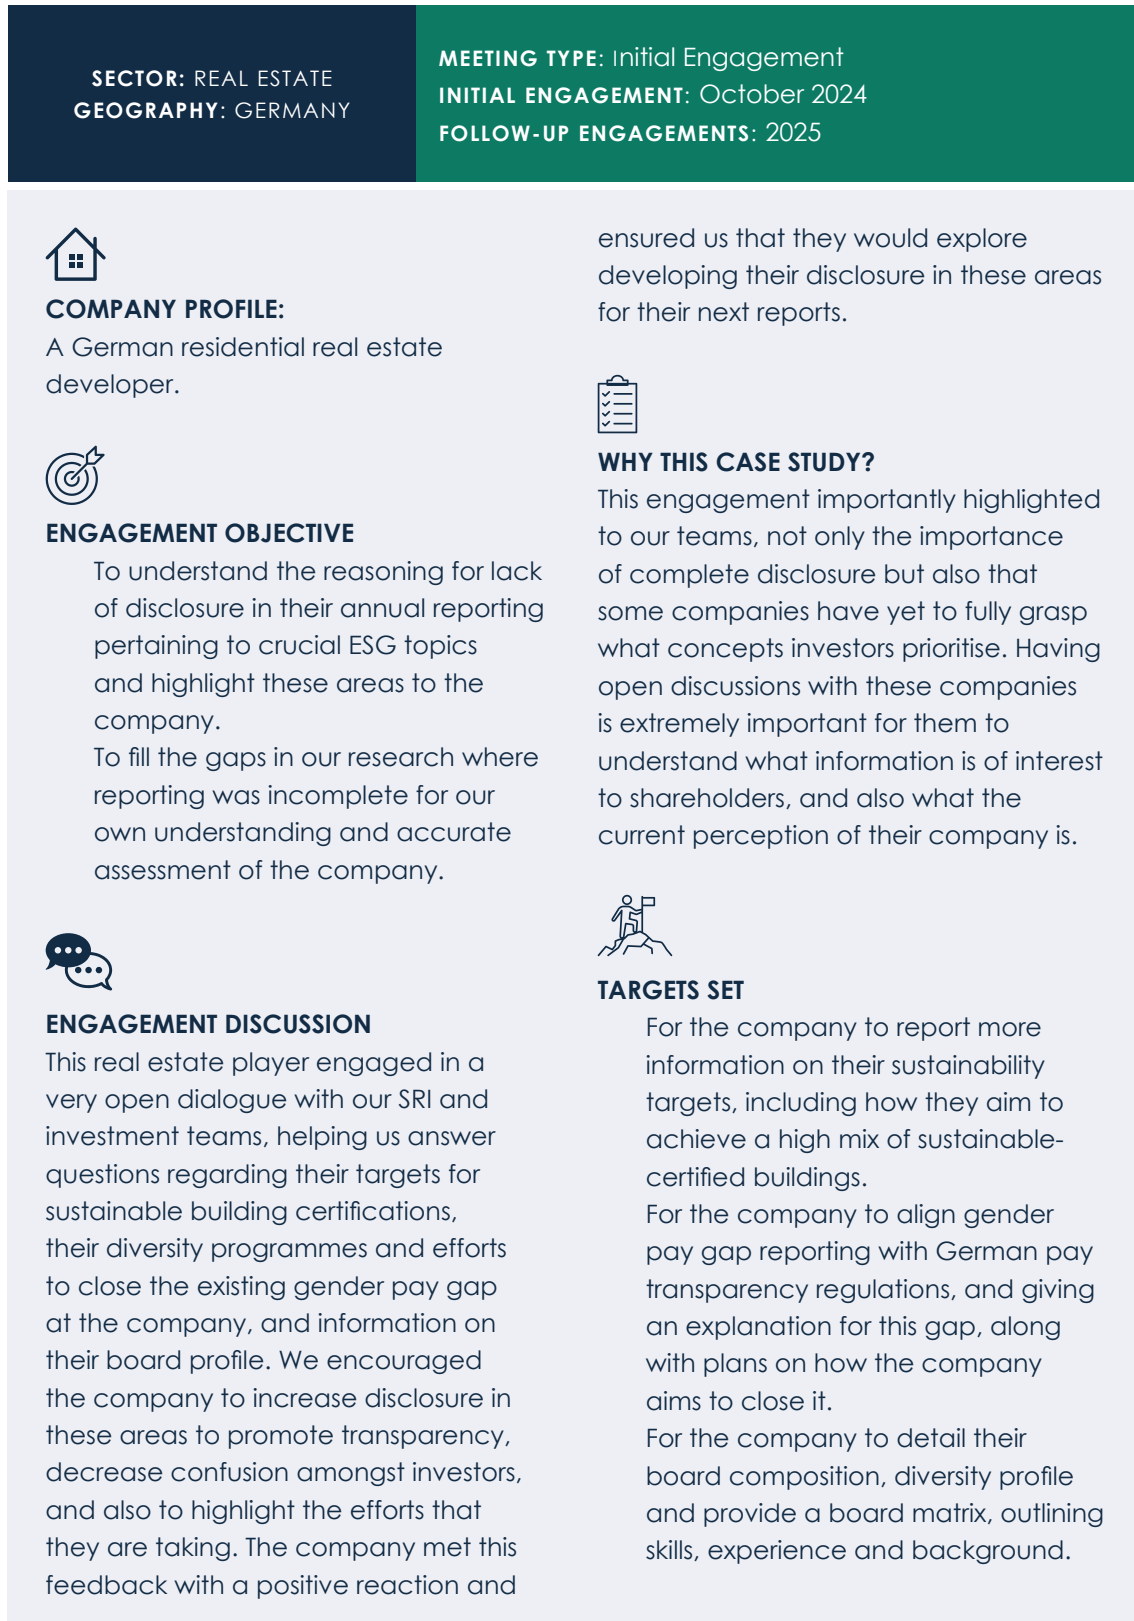 SECTOR: REAL ESTATE
GEOGRAPHY: GERMANY
MEETING TYPE: Initial Engagement
INITIAL ENGAGEMENT: October 2024
FOLLOW-UP ENGAGEMENTS: 2025
COMPANY PROFILE:
A German residential real estate
developer.
ENGAGEMENT OBJECTIVE
To understand the reasoning for lack
of disclosure in their annual reporting
pertaining to crucial ESG topics
and highlight these areas to the
company.
To fill the gaps in our research where
reporting was incomplete for our
own understanding and accurate
assessment of the company.
ENGAGEMENT DISCUSSION
This real estate player engaged in a
very open dialogue with our SRI and
investment teams, helping us answer
questions regarding their targets for
sustainable building certifications,
their diversity programmes and efforts
to close the existing gender pay gap
at the company, and information on
their board profile. We encouraged
the company to increase disclosure in
these areas to promote transparency,
decrease confusion amongst investors,
and also to highlight the efforts that
they are taking. The company met this
feedback with a positive reaction and
ensured us that they would explore
developing their disclosure in these areas
for their next reports.
WHY THIS CASE STUDY?
This engagement importantly highlighted
to our teams, not only the importance
of complete disclosure but also that
some companies have yet to fully grasp
what concepts investors prioritise. Having
open discussions with these companies
is extremely important for them to
understand what information is of interest
to shareholders, and also what the
current perception of their company is.
TARGETS SET
For the company to report more
information on their sustainability
targets, including how they aim to
achieve a high mix of sustainable-
certified buildings.
For the company to align gender
pay gap reporting with German pay
transparency regulations, and giving
an explanation for this gap, along
with plans on how the company
aims to close it.
For the company to detail their
board composition, diversity profile
and provide a board matrix, outlining
skills, experience and background.